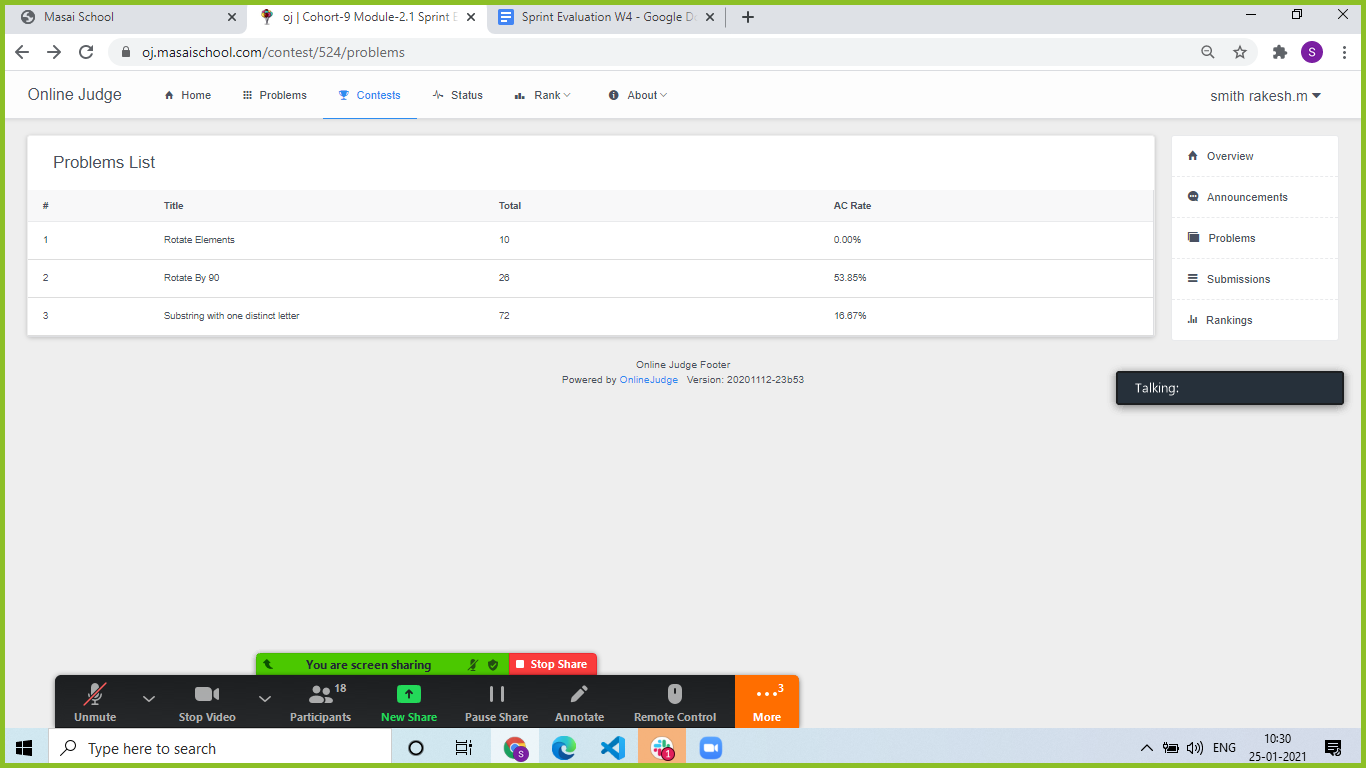 Masai School
oj | Cohort-9 Module-2.1 Sprint E
Sprint Evaluation W4 - Google Do
oj.masaischool.com/contest/524/problems
S
Online Judge
Home
Problems
Contests
Status
Rank
About
smith rakesh.m
Problems List
# Title Total AC Rate
1 Rotate Elements 10 0.00%
2 Rotate By 90 26 53.85%
3 Substring with one distinct letter 72 16.67%
Overview
Announcements
Problems
Submissions
Rankings
Online Judge Footer
Powered by OnlineJudge Version: 20201112-23b53
Talking:
You are screen sharing
Stop Share
18
3
Unmute
Stop Video
Participants
New Share
Pause Share
Annotate
Remote Control
More
Type here to search
S
1
ENG
10:30
25-01-2021